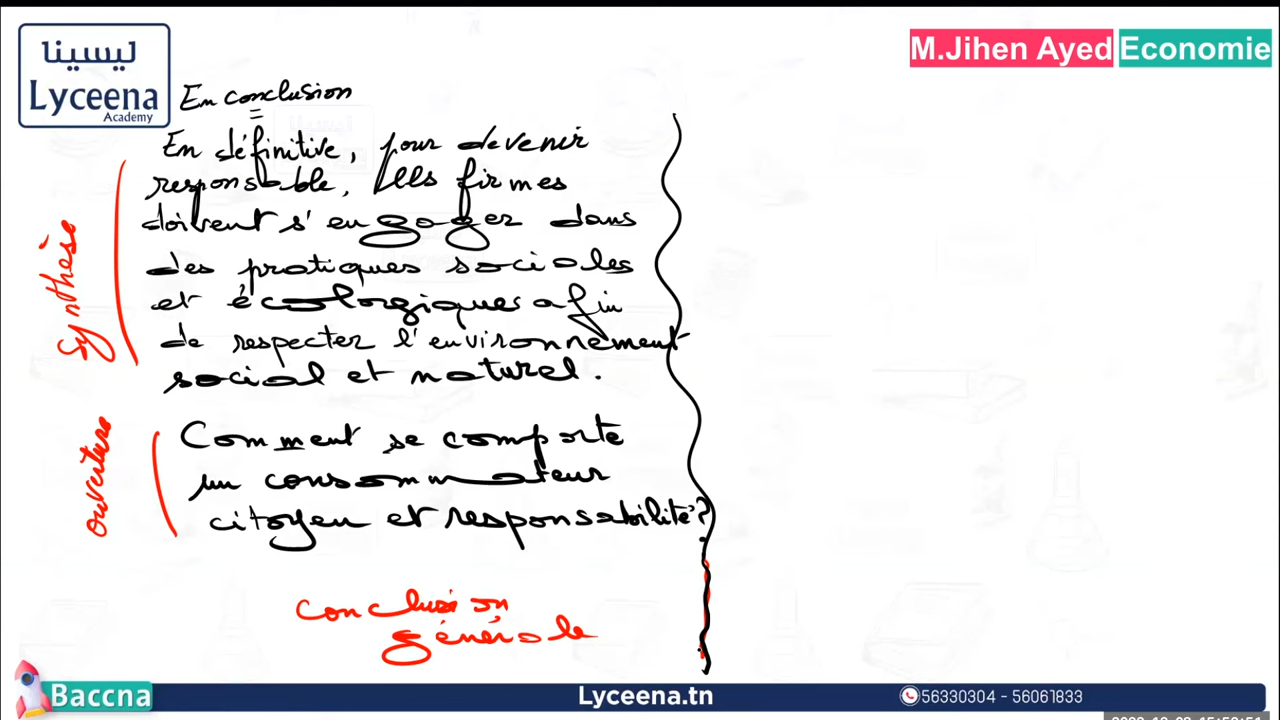 ليسينا
Lyceena
Academy
M.Jihen Ayed Economie
En conclusion
En définitive, pour devenir
responsable, les firmes
doivent s'engager dans
des pratiques sociales
et écologiques afin
de respecter l'environnement
social et naturel.
Synthèse
Comment se comporte
un consommateur
citoyen et responsabilité?
ouverture
conclusion
générale
Baccna
Lyceena.tn
56330304 - 56061833